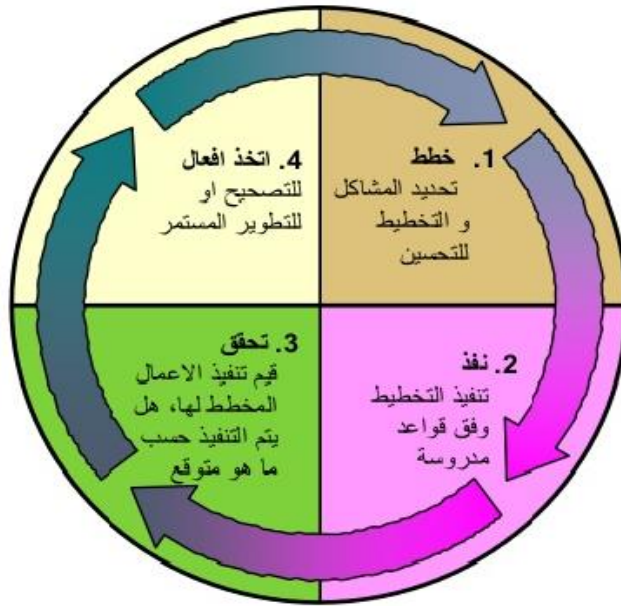 1. خطط
تحديد المشاكل
و التخطيط
للتحسين
2. نفذ
تنفيذ التخطيط
وفق قواعد
مدروسة
3. تحقق
قيم تنفيذ الاعمال
المخطط لها، هل
يتم التنفيذ حسب
ما هو متوقع
4. اتخذ افعال
للتصحيح او
للتطوير المستمر